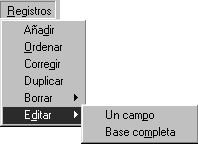 Registros
Añadir
Ordenar
Corregir
Duplicar
Borrar
Editar
Un campo
Base completa